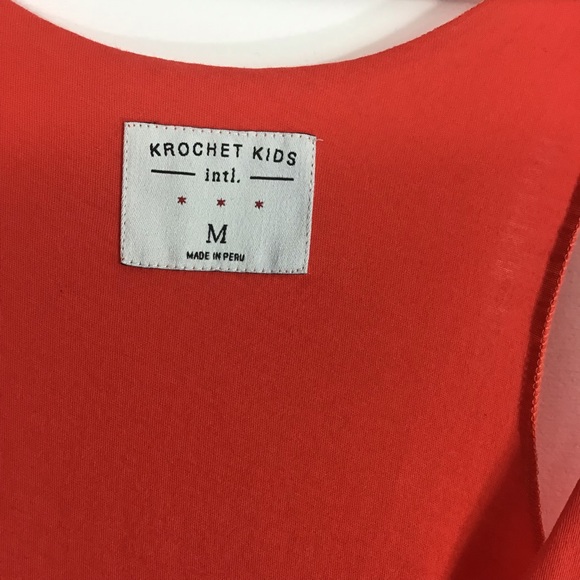 KROCHET KIDS
intl.
* * *
M
MADE IN PERU